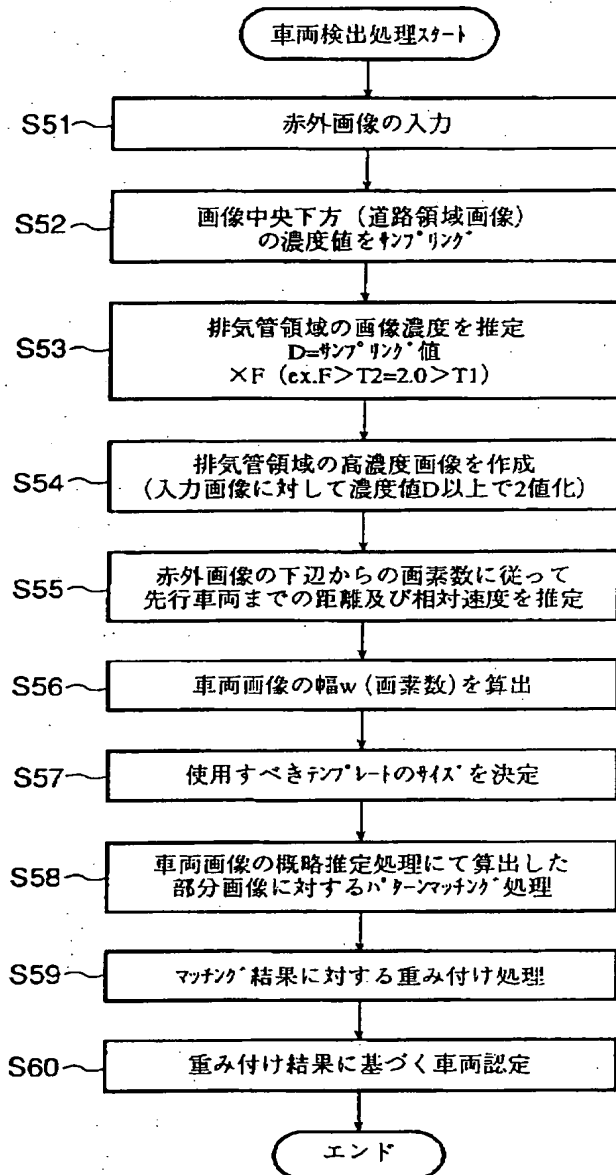 車両検出処理ｽﾀｰﾄ
S51
赤外画像の入力
S52
画像中央下方（道路領域画像）
の濃度値をｻﾝﾌﾟﾘﾝｸﾞ
S53
排気管領域の画像濃度を推定
D=ｻﾝﾌﾟﾘﾝｸﾞ値
×F（ex.F＞T2=2.0＞T1）
S54
排気管領域の高濃度画像を作成
（入力画像に対して濃度値D以上で2値化）
S55
赤外画像の下辺からの画素数に従って
先行車両までの距離及び相対速度を推定
S56
車両画像の幅w（画素数）を算出
S57
使用すべきﾃﾝﾌﾟﾚｰﾄのｻｲｽﾞを決定
S58
車両画像の概略推定処理にて算出した
部分画像に対するﾊﾟﾀｰﾝﾏｯﾁﾝｸﾞ処理
S59
ﾏｯﾁﾝｸﾞ結果に対する重み付け処理
S60
重み付け結果に基づく車両認定
エンド